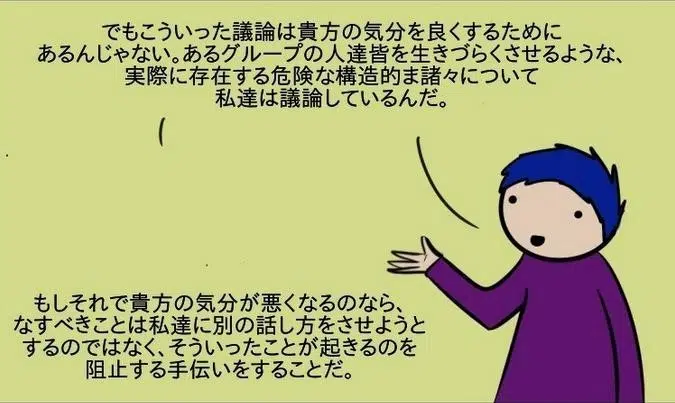 でもこういった議論は貴方の気分を良くするために
あるんじゃない。あるグループの人達皆を生きづらくさせるような、
実際に存在する危険な構造的ま諸々について
私達は議論しているんだ。
もしそれで貴方の気分が悪くなるのなら、
なすべきことは私達に別の話し方をさせようと
するのではなく、そういったことが起きるのを
阻止する手伝いをすることだ。